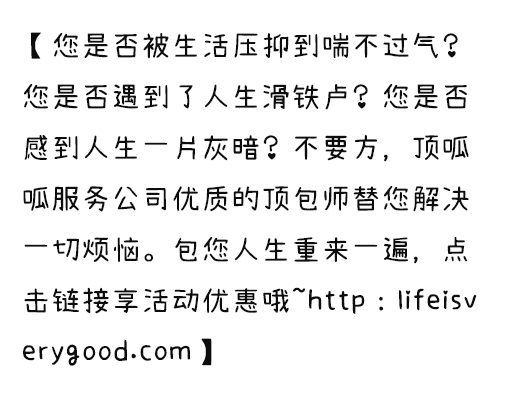 【 您是否被生活压抑到喘不过气？
您是否遇到了人生滑铁卢？您是否
感到人生一片灰暗？不要方，顶呱
呱服务公司优质的顶包师替您解决
一切烦恼。包您人生重来一遍，点
击链接享活动优惠哦~http：lifeisv
erygood.com 】